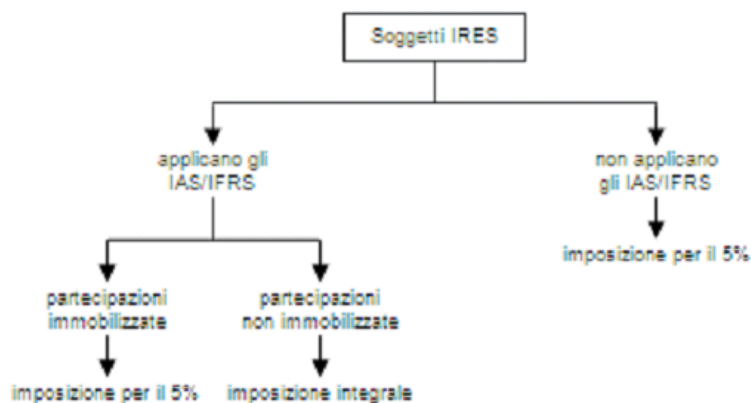 Soggetti IRES
applicano gli
IAS/IFRS
non applicano
gli IAS/IFRS
imposizione per il 5%
partecipazioni
immobilizzate
partecipazioni
non immobilizzate
imposizione per il 5%
imposizione integrale